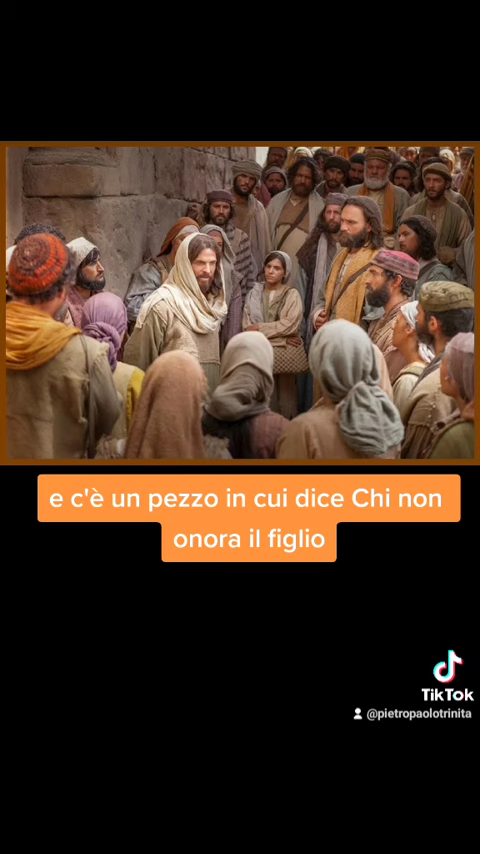 e c'è un pezzo in cui dice Chi non
onora il figlio
TikTok
@pietropaolotrinita